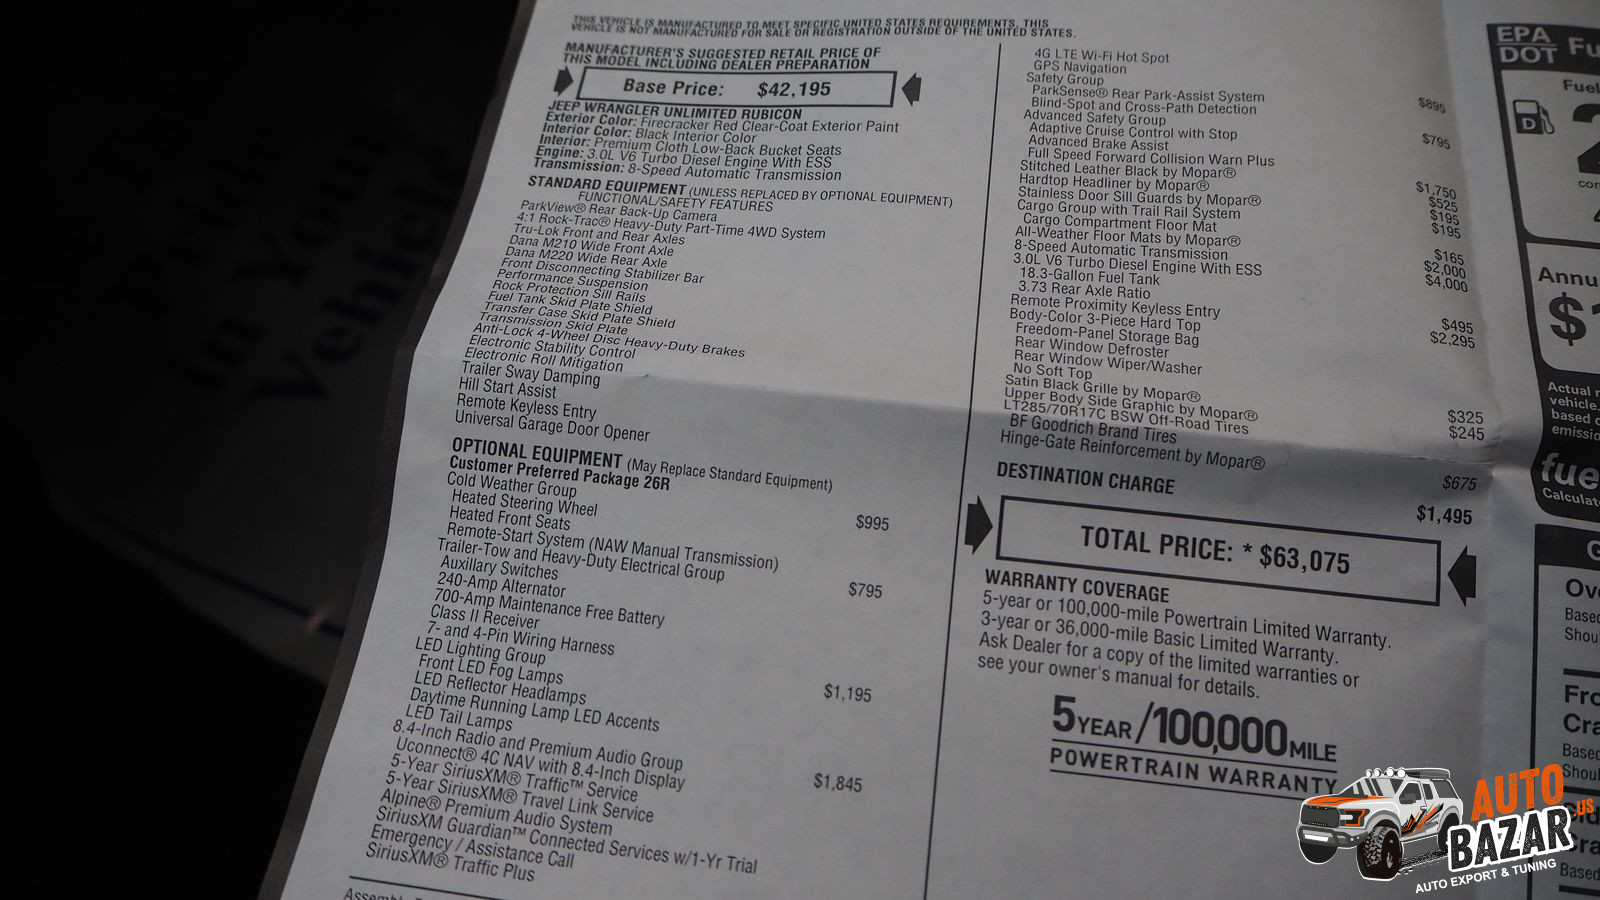 THIS VEHICLE IS MANUFACTURED TO MEET SPECIFIC UNITED STATES REQUIREMENTS. THIS
VEHICLE IS NOT MANUFACTURED FOR SALE OR REGISTRATION OUTSIDE OF THE UNITED STATES.
MANUFACTURER'S SUGGESTED RETAIL PRICE OF
THIS MODEL INCLUDING DEALER PREPARATION
Base Price: $42,195
JEEP WRANGLER UNLIMITED RUBICON
Exterior Color: Firecracker Red Clear-Coat Exterior Paint
Interior Color: Black Interior Color
Interior: Premium Cloth Low-Back Bucket Seats
Engine: 3.0L V6 Turbo Diesel Engine With ESS
Transmission: 8-Speed Automatic Transmission
STANDARD EQUIPMENT (UNLESS REPLACED BY OPTIONAL EQUIPMENT)
FUNCTIONAL/SAFETY FEATURES
ParkView® Rear Back-Up Camera
4:1 Rock-Trac® Heavy-Duty Part-Time 4WD System
Tru-Lok Front and Rear Axles
Dana M210 Wide Front Axle
Dana M220 Wide Rear Axle
Front Disconnecting Stabilizer Bar
Performance Suspension
Rock Protection Sill Rails
Fuel Tank Skid Plate Shield
Transfer Case Skid Plate Shield
Transmission Skid Plate
Anti-Lock 4-Wheel Disc Heavy-Duty Brakes
Electronic Stability Control
Electronic Roll Mitigation
Trailer Sway Damping
Hill Start Assist
Remote Keyless Entry
Universal Garage Door Opener
OPTIONAL EQUIPMENT (May Replace Standard Equipment)
Customer Preferred Package 26R
Cold Weather Group $995
Heated Steering Wheel
Heated Front Seats
Remote-Start System (NAW Manual Transmission)
Trailer-Tow and Heavy-Duty Electrical Group $795
Auxillary Switches
240-Amp Alternator
700-Amp Maintenance Free Battery
Class II Receiver
7- and 4-Pin Wiring Harness
LED Lighting Group $1,195
Front LED Fog Lamps
LED Reflector Headlamps
Daytime Running Lamp LED Accents
LED Tail Lamps
8.4-Inch Radio and Premium Audio Group $1,845
Uconnect® 4C NAV with 8.4-Inch Display
5-Year SiriusXM® Traffic™ Service
5-Year SiriusXM® Travel Link Service
Alpine® Premium Audio System
SiriusXM Guardian™ Connected Services w/1-Yr Trial
Emergency / Assistance Call
SiriusXM® Traffic Plus
4G LTE Wi-Fi Hot Spot
GPS Navigation
Safety Group $895
ParkSense® Rear Park-Assist System
Blind-Spot and Cross-Path Detection
Advanced Safety Group $795
Adaptive Cruise Control with Stop
Advanced Brake Assist
Full Speed Forward Collision Warn Plus
Stitched Leather Black by Mopar® $1,750
Hardtop Headliner by Mopar® $525
Stainless Door Sill Guards by Mopar® $195
Cargo Group with Trail Rail System $195
Cargo Compartment Floor Mat
All-Weather Floor Mats by Mopar® $165
8-Speed Automatic Transmission $2,000
3.0L V6 Turbo Diesel Engine With ESS $4,000
18.3-Gallon Fuel Tank
3.73 Rear Axle Ratio
Remote Proximity Keyless Entry $495
Body-Color 3-Piece Hard Top $2,295
Freedom-Panel Storage Bag
Rear Window Defroster
Rear Window Wiper/Washer
No Soft Top
Satin Black Grille by Mopar® $325
Upper Body Side Graphic by Mopar® $245
LT285/70R17C BSW Off-Road Tires
BF Goodrich Brand Tires
Hinge-Gate Reinforcement by Mopar® $675
DESTINATION CHARGE $1,495
TOTAL PRICE: * $63,075
WARRANTY COVERAGE
5-year or 100,000-mile Powertrain Limited Warranty.
3-year or 36,000-mile Basic Limited Warranty.
Ask Dealer for a copy of the limited warranties or
see your owner's manual for details.
5 YEAR/100,000 MILE
POWERTRAIN WARRANTY
EPA
DOT
Fuel
D
Annu
$1
Actual
vehicle,
based
fue
in Your
Vehicle
AUTO
BAZAR.US
AUTO EXPORT & TUNING